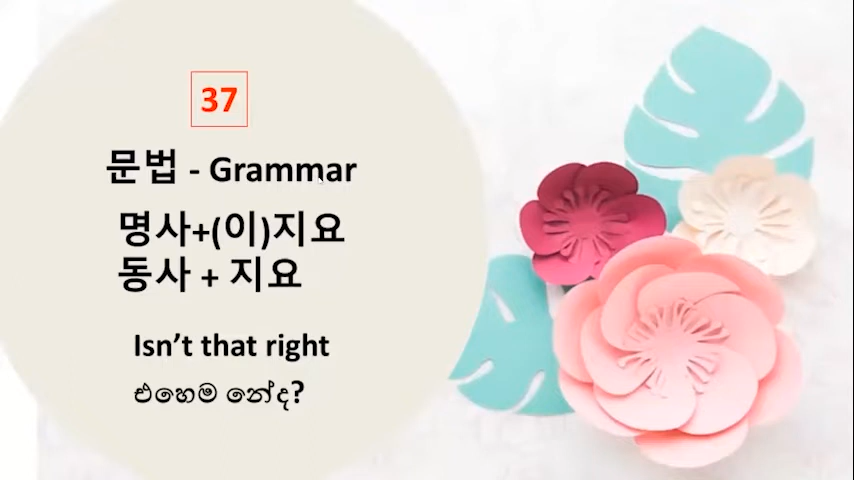 37
문법 - Grammar
명사+(이)지요
동사 + 지요
Isn’t that right
එහෙම නේද?